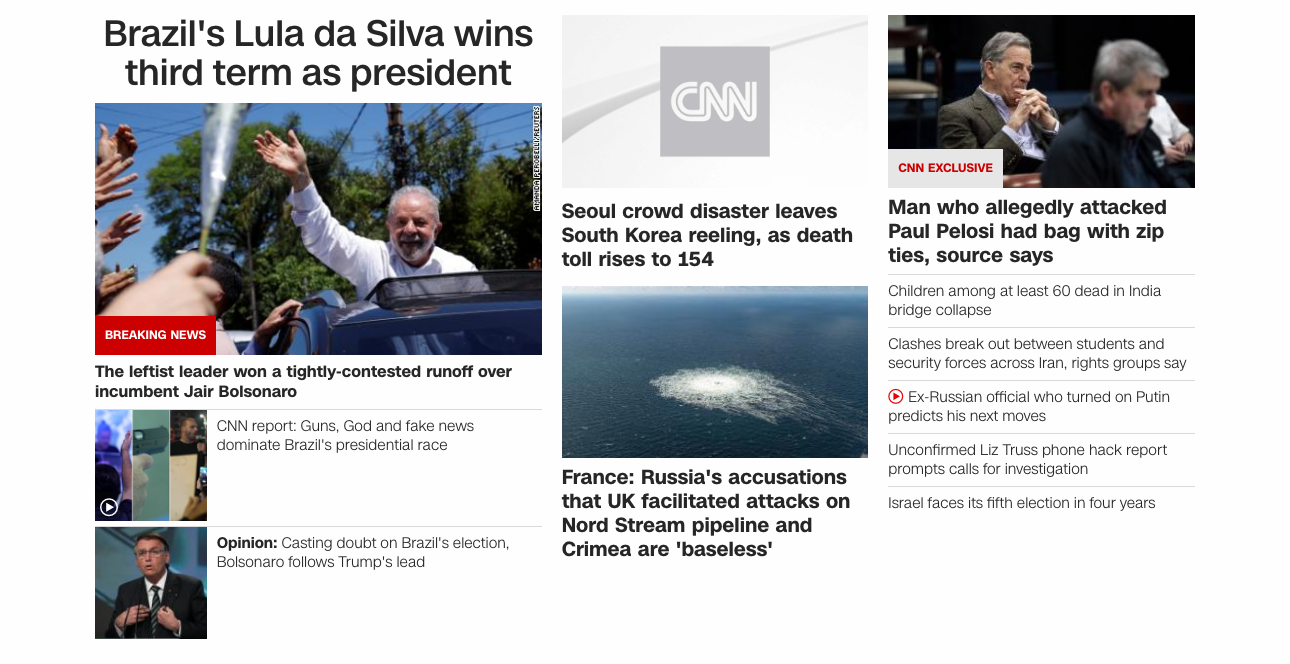 Brazil's Lula da Silva wins
third term as president
AMANDA PEROBELLI/REUTERS
BREAKING NEWS
The leftist leader won a tightly-contested runoff over
incumbent Jair Bolsonaro
CNN report: Guns, God and fake news
dominate Brazil's presidential race
Opinion: Casting doubt on Brazil's election,
Bolsonaro follows Trump's lead
CNN
Seoul crowd disaster leaves
South Korea reeling, as death
toll rises to 154
France: Russia's accusations
that UK facilitated attacks on
Nord Stream pipeline and
Crimea are 'baseless'
CNN EXCLUSIVE
Man who allegedly attacked
Paul Pelosi had bag with zip
ties, source says
Children among at least 60 dead in India
bridge collapse
Clashes break out between students and
security forces across Iran, rights groups say
Ex-Russian official who turned on Putin
predicts his next moves
Unconfirmed Liz Truss phone hack report
prompts calls for investigation
Israel faces its fifth election in four years